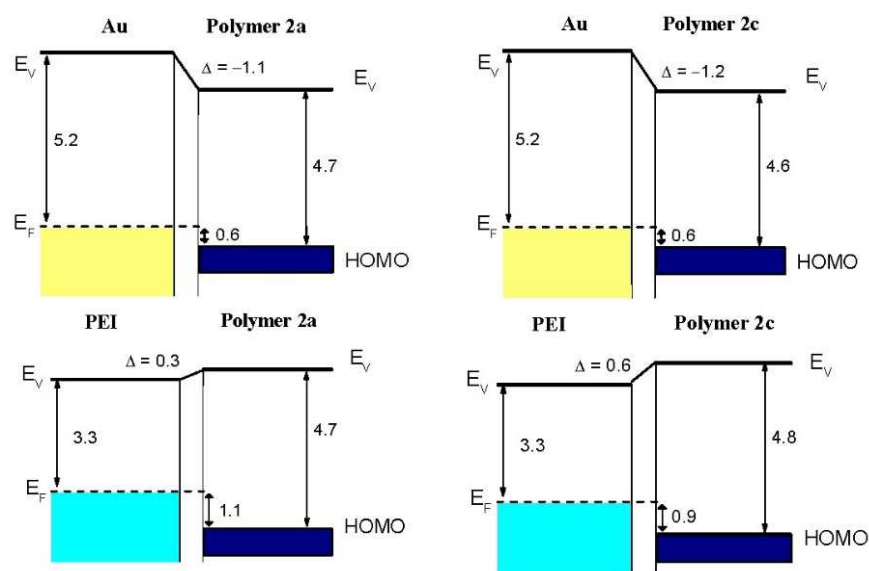 Au Polymer 2a
E_V
Δ = –1.1
E_V
5.2
4.7
E_F
0.6
HOMO
Au Polymer 2c
E_V
Δ = –1.2
E_V
5.2
4.6
E_F
0.6
HOMO
PEI Polymer 2a
E_V
Δ = 0.3
E_V
3.3
4.7
E_F
1.1
HOMO
PEI Polymer 2c
E_V
Δ = 0.6
E_V
3.3
4.8
E_F
0.9
HOMO